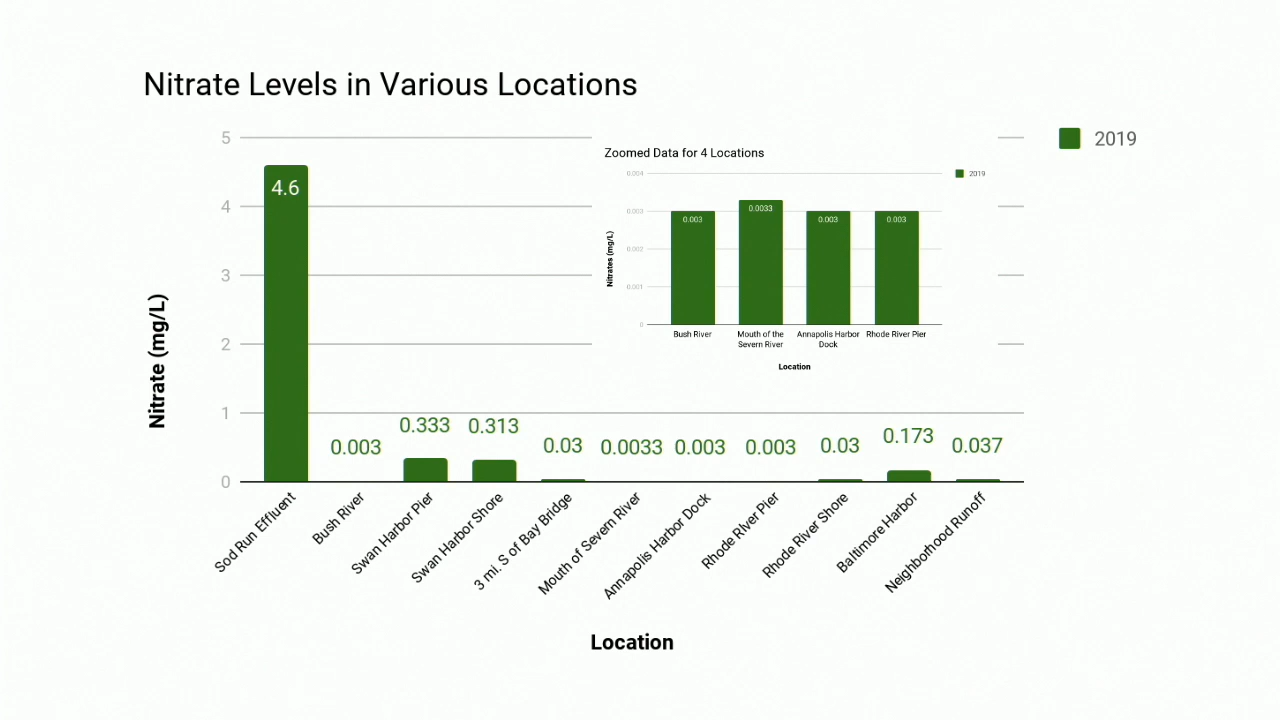 Nitrate Levels in Various Locations
2019
Nitrate (mg/L)
5
4
3
2
1
0
4.6
0.003
0.333
0.313
0.03
0.0033
0.003
0.003
0.03
0.173
0.037
Sod Run Effluent
Bush River
Swan Harbor Pier
Swan Harbor Shore
3 mi. S of Bay Bridge
Mouth of Severn River
Annapolis Harbor Dock
Rhode River Pier
Rhode River Shore
Baltimore Harbor
Neighborhood Runoff
Location
Zoomed Data for 4 Locations
2019
Nitrates (mg/L)
0.004
0.003
0.002
0.001
0
0.003
0.0033
0.003
0.003
Bush River
Mouth of the
Severn River
Annapolis Harbor
Dock
Rhode River Pier
Location